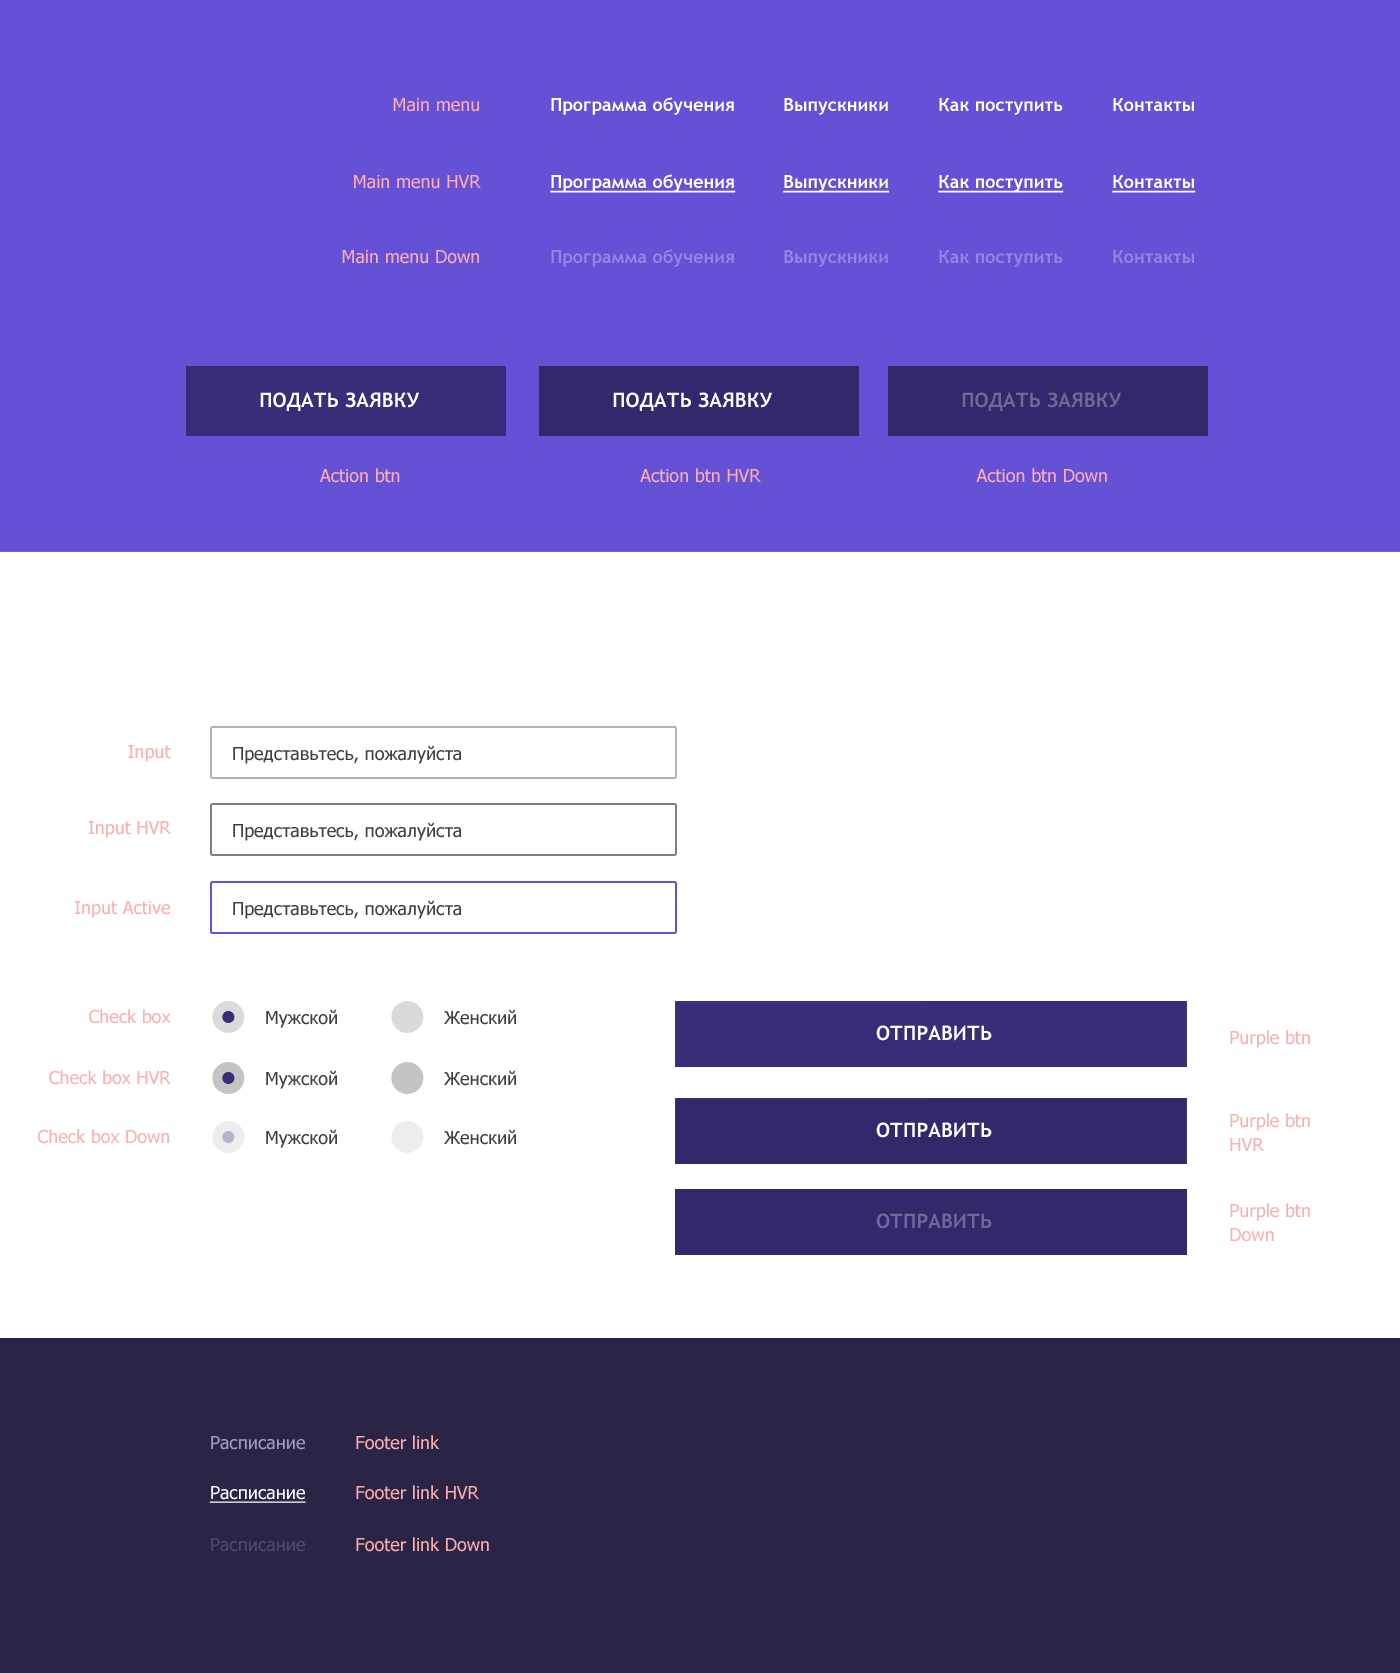 Main menu Программа обучения Выпускники Как поступить Контакты
Main menu HVR Программа обучения Выпускники Как поступить Контакты
Main menu Down Программа обучения Выпускники Как поступить Контакты
ПОДАТЬ ЗАЯВКУ ПОДАТЬ ЗАЯВКУ ПОДАТЬ ЗАЯВКУ
Action btn Action btn HVR Action btn Down
Input Представьтесь, пожалуйста
Input HVR Представьтесь, пожалуйста
Input Active Представьтесь, пожалуйста
Check box Мужской Женский
Check box HVR Мужской Женский
Check box Down Мужской Женский
ОТПРАВИТЬ Purple btn
ОТПРАВИТЬ Purple btn
HVR
ОТПРАВИТЬ Purple btn
Down
Расписание Footer link
Расписание Footer link HVR
Расписание Footer link Down